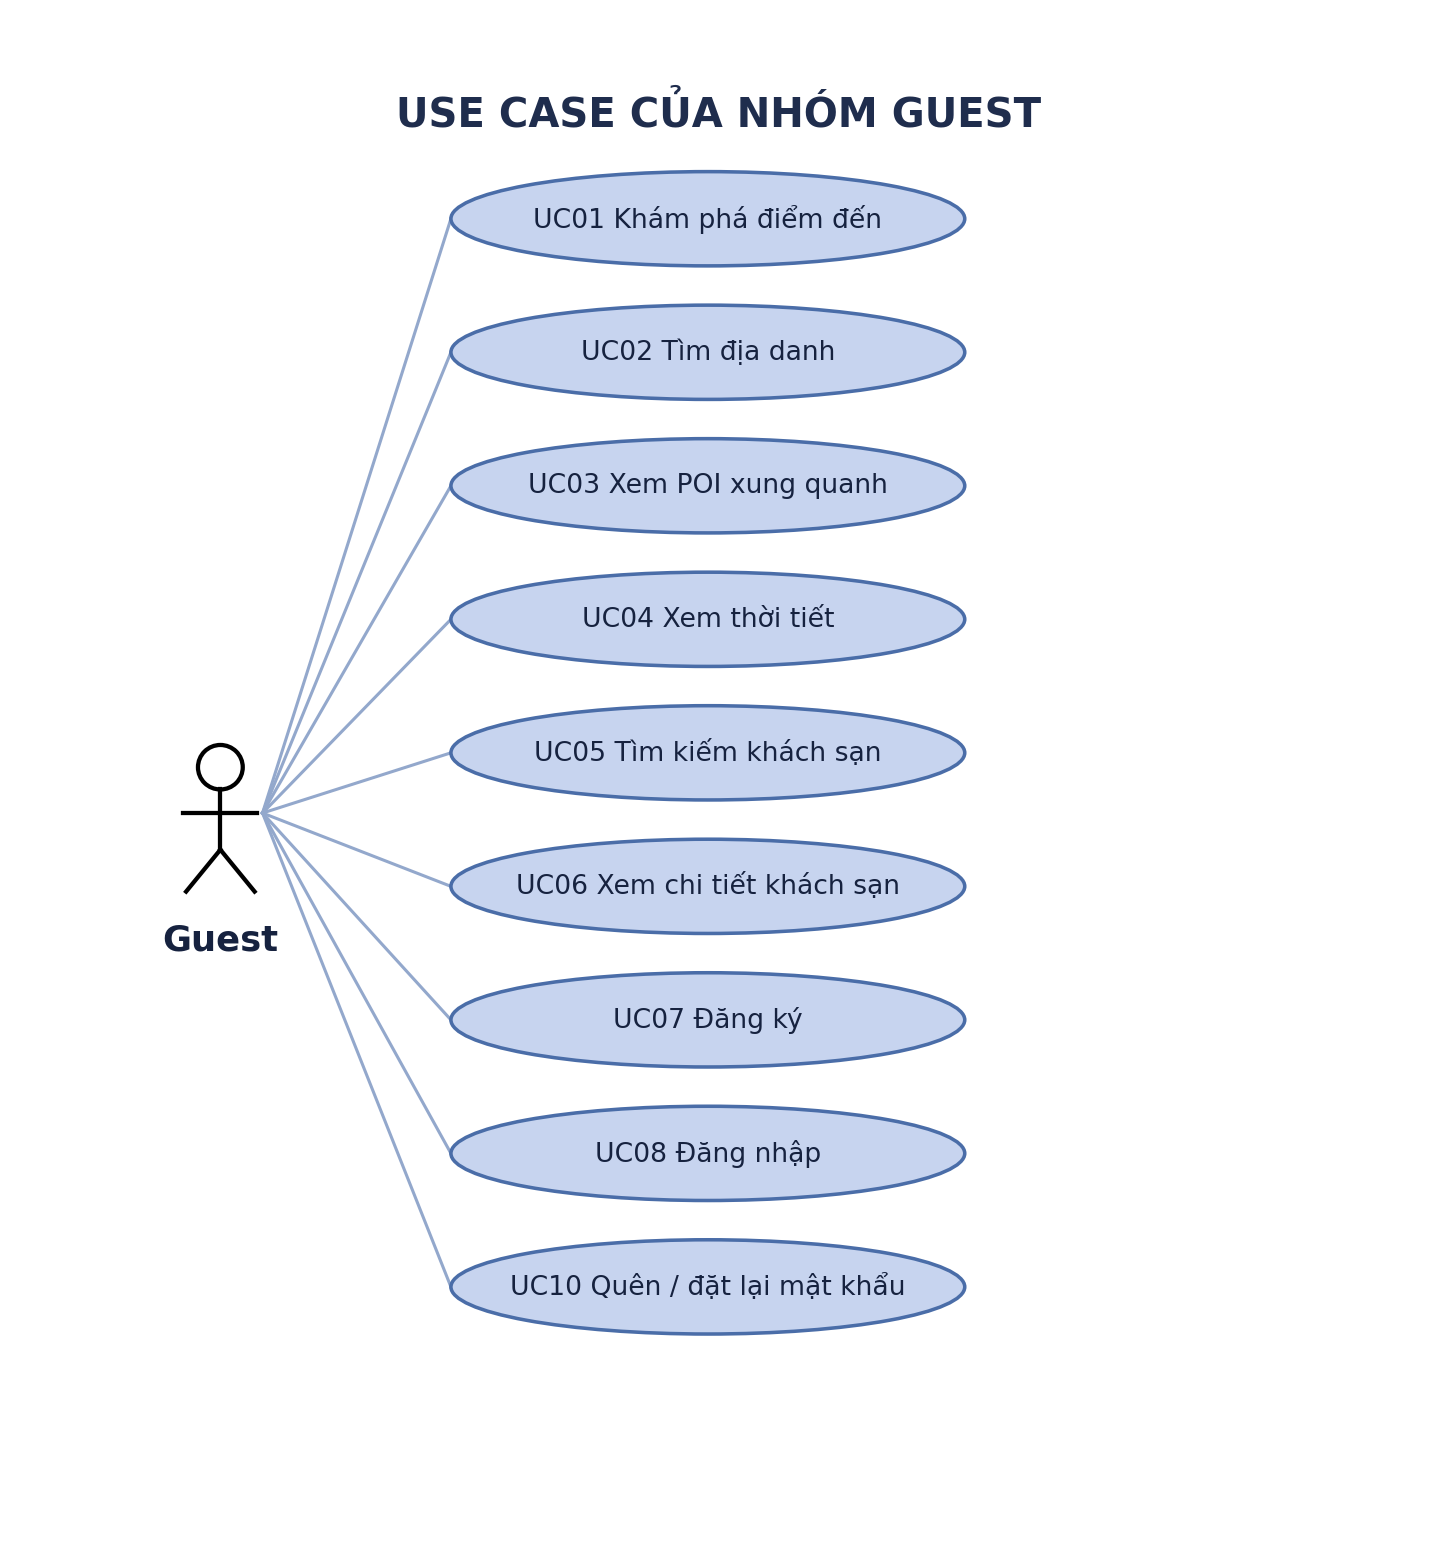 USE CASE CỦA NHÓM GUEST
UC01 Khám phá điểm đến
UC02 Tìm địa danh
UC03 Xem POI xung quanh
UC04 Xem thời tiết
UC05 Tìm kiếm khách sạn
UC06 Xem chi tiết khách sạn
Guest
UC07 Đăng ký
UC08 Đăng nhập
UC10 Quên / đặt lại mật khẩu